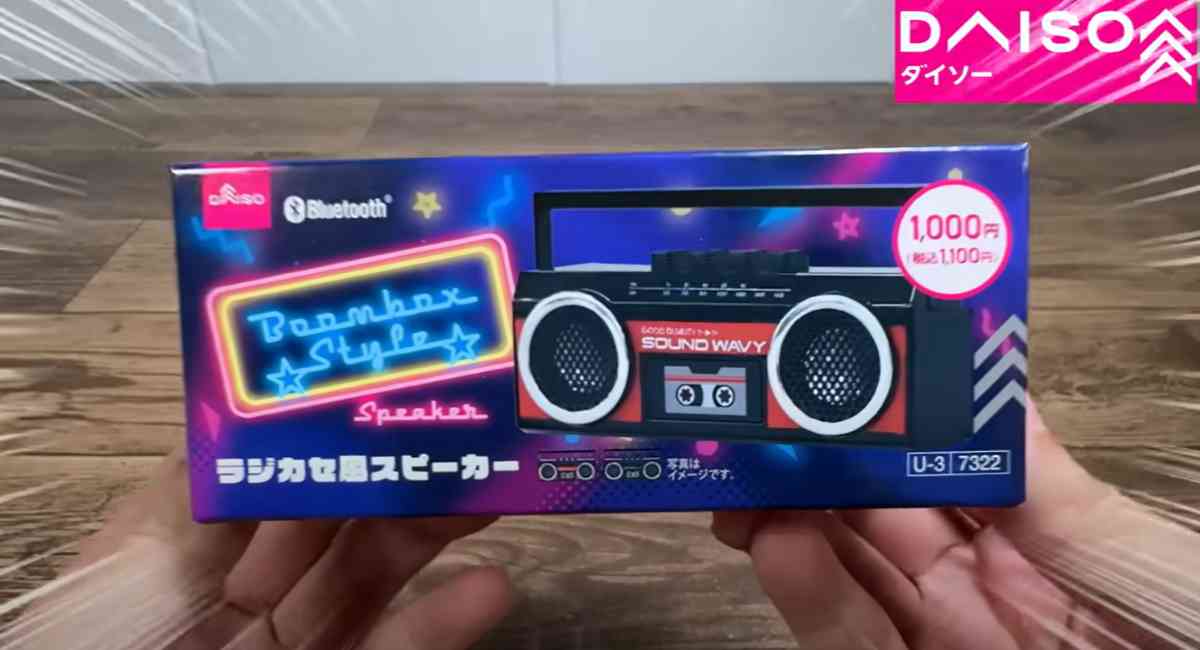 DAISO
ダイソー
DAISO
Bluetooth®
1,000円
(税込1,100円)
Boombox
Style
Speaker
SOUND WAVY
ラジカセ風スピーカー
写真は
イメージです。
U-3 7322